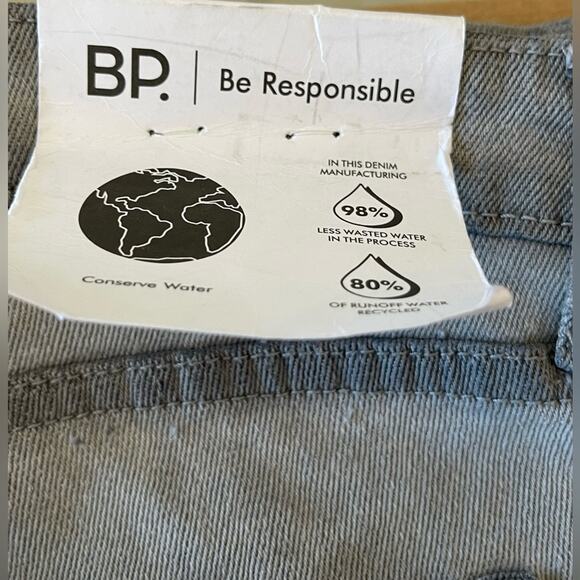 BP. | Be Responsible
IN THIS DENIM
MANUFACTURING
98%
LESS WASTED WATER
IN THE PROCESS
80%
OF RUNOFF WATER
RECYCLED
Conserve Water